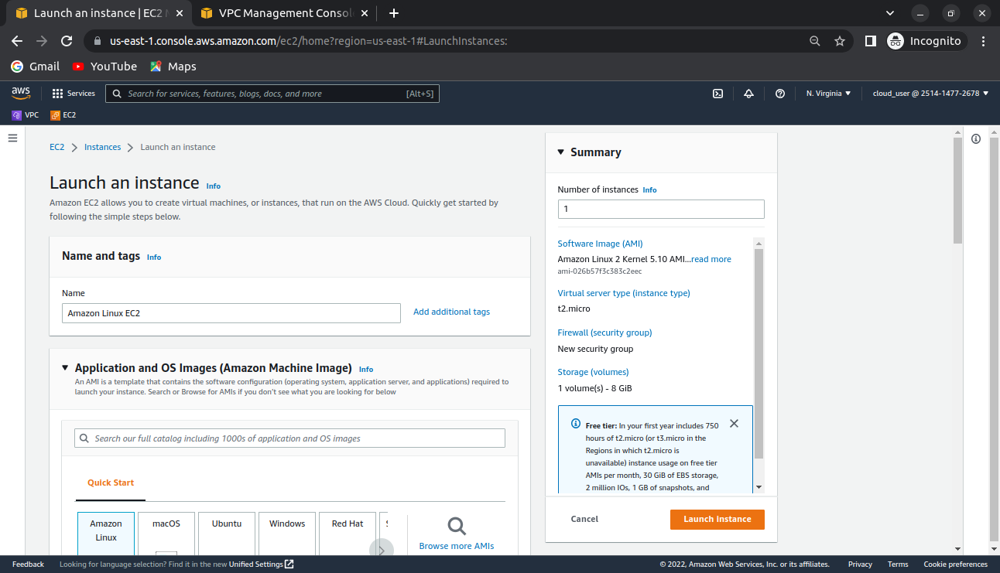 Launch an instance | EC2 M
VPC Management Consol
us-east-1.console.aws.amazon.com/ec2/home?region=us-east-1#LaunchInstances:
Incognito
Gmail
YouTube
Maps
aws
Services
Search for services, features, blogs, docs, and more
[Alt+S]
N. Virginia
cloud_user @ 2514-1477-2678
VPC
EC2
EC2
Instances
Launch an instance
Launch an instance Info
Amazon EC2 allows you to create virtual machines, or instances, that run on the AWS Cloud. Quickly get started by
following the simple steps below.
Name and tags Info
Name
Amazon Linux EC2
Add additional tags
Application and OS Images (Amazon Machine Image) Info
An AMI is a template that contains the software configuration (operating system, application server, and applications) required to
launch your instance. Search or Browse for AMIs if you don't see what you are looking for below
Search our full catalog including 1000s of application and OS images
Quick Start
Amazon
Linux
macOS
Ubuntu
Windows
Red Hat
S
Browse more AMIs
Summary
Number of instances Info
1
Software Image (AMI)
Amazon Linux 2 Kernel 5.10 AMI...read more
ami-026b57f3c383c2eec
Virtual server type (instance type)
t2.micro
Firewall (security group)
New security group
Storage (volumes)
1 volume(s) - 8 GiB
Free tier: In your first year includes 750
hours of t2.micro (or t3.micro in the
Regions in which t2.micro is
unavailable) instance usage on free tier
AMIs per month, 30 GiB of EBS storage,
2 million IOs, 1 GB of snapshots, and
Cancel
Launch instance
Feedback
Looking for language selection? Find it in the new Unified Settings
© 2022, Amazon Web Services, Inc. or its affiliates.
Privacy
Terms
Cookie preferences